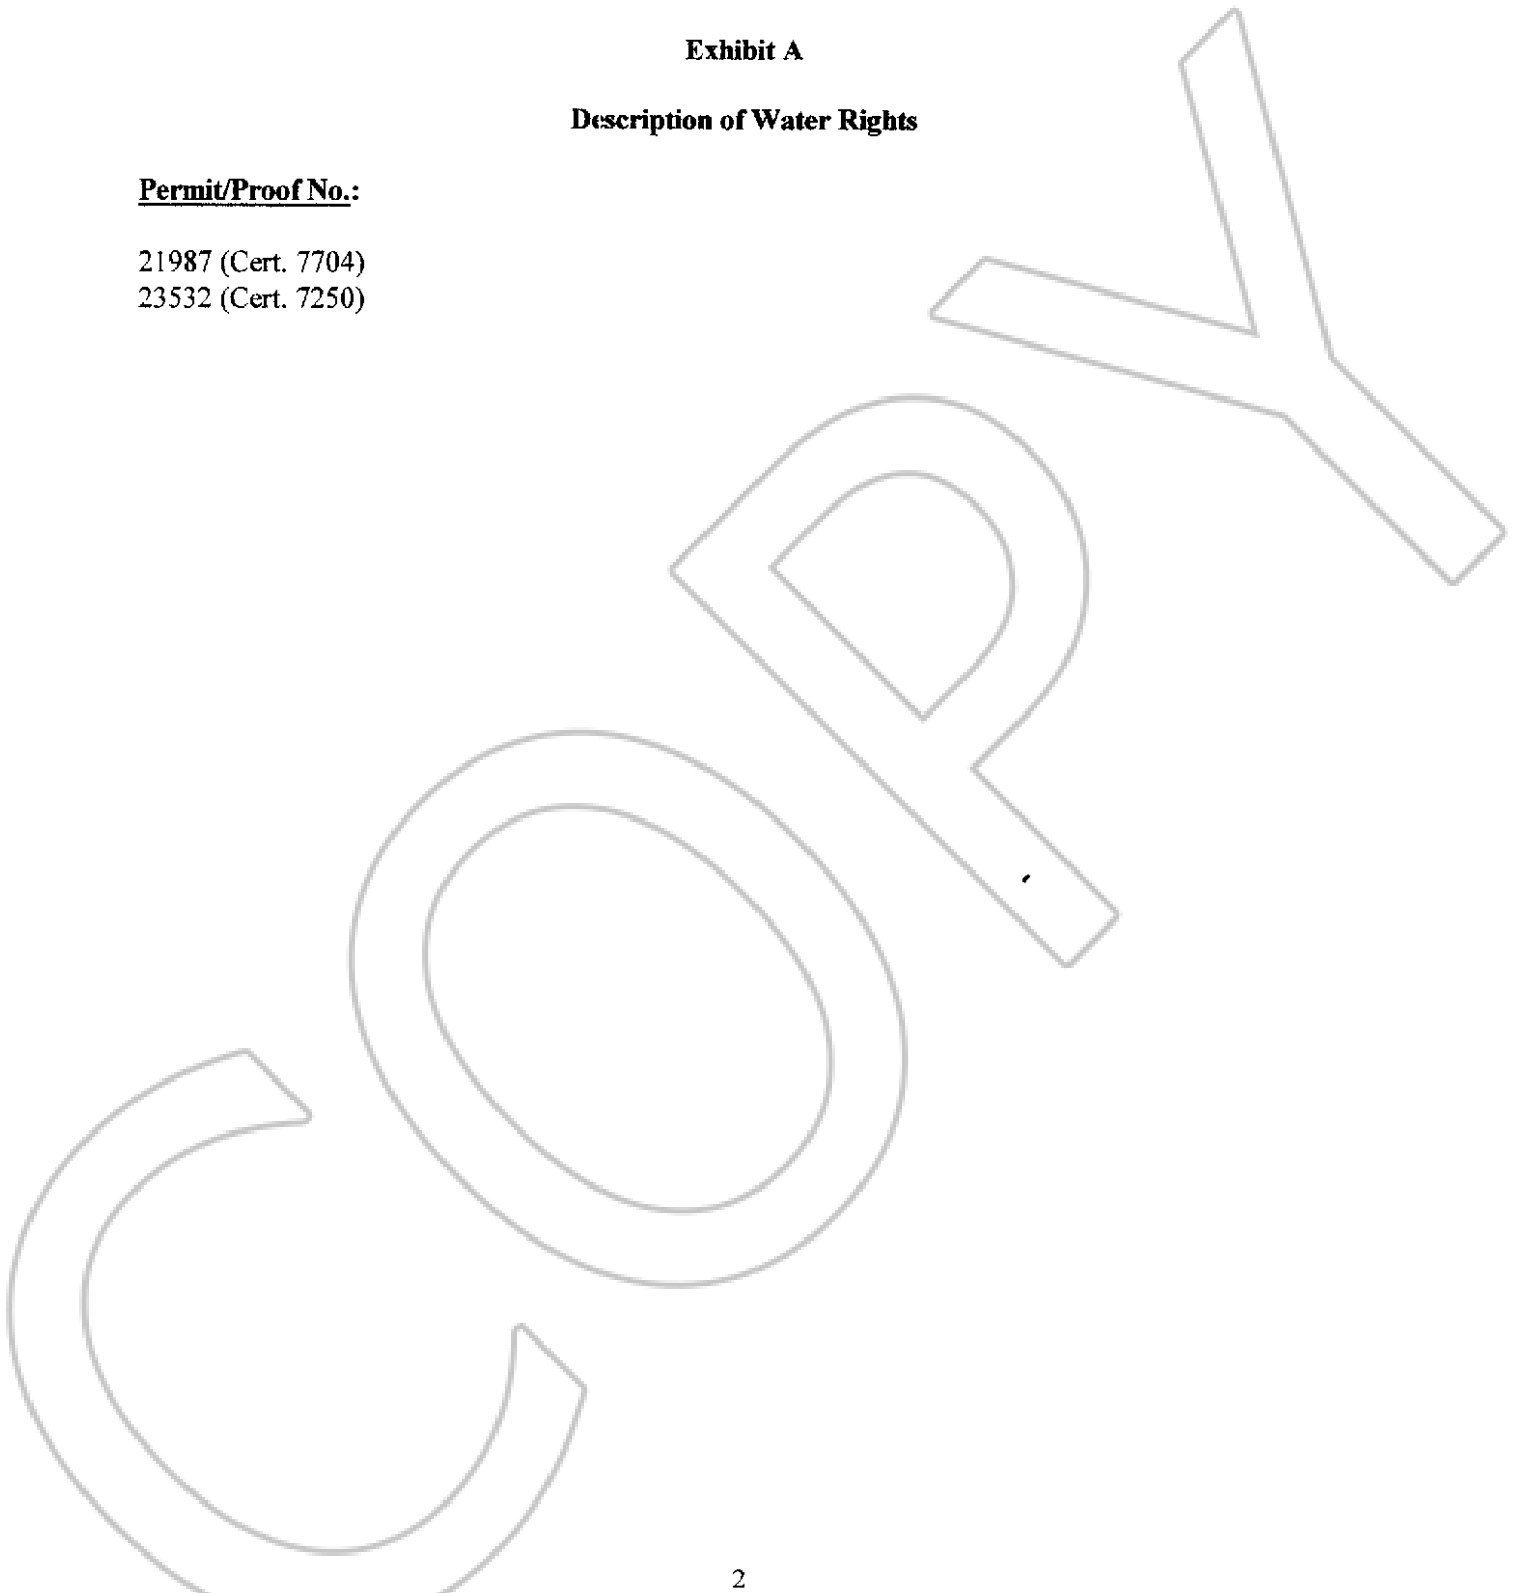 Exhibit A
Description of Water Rights
Permit/Proof No.:
21987 (Cert. 7704)
23532 (Cert. 7250)
COPY
2